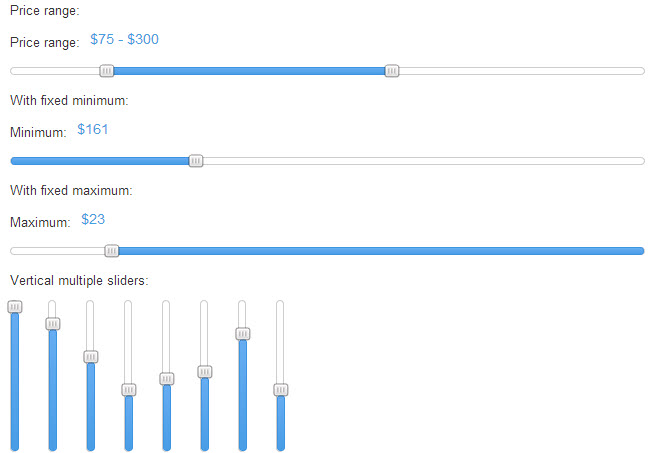 Price range:
Price range: $75 - $300
With fixed minimum:
Minimum: $161
With fixed maximum:
Maximum: $23
Vertical multiple sliders: